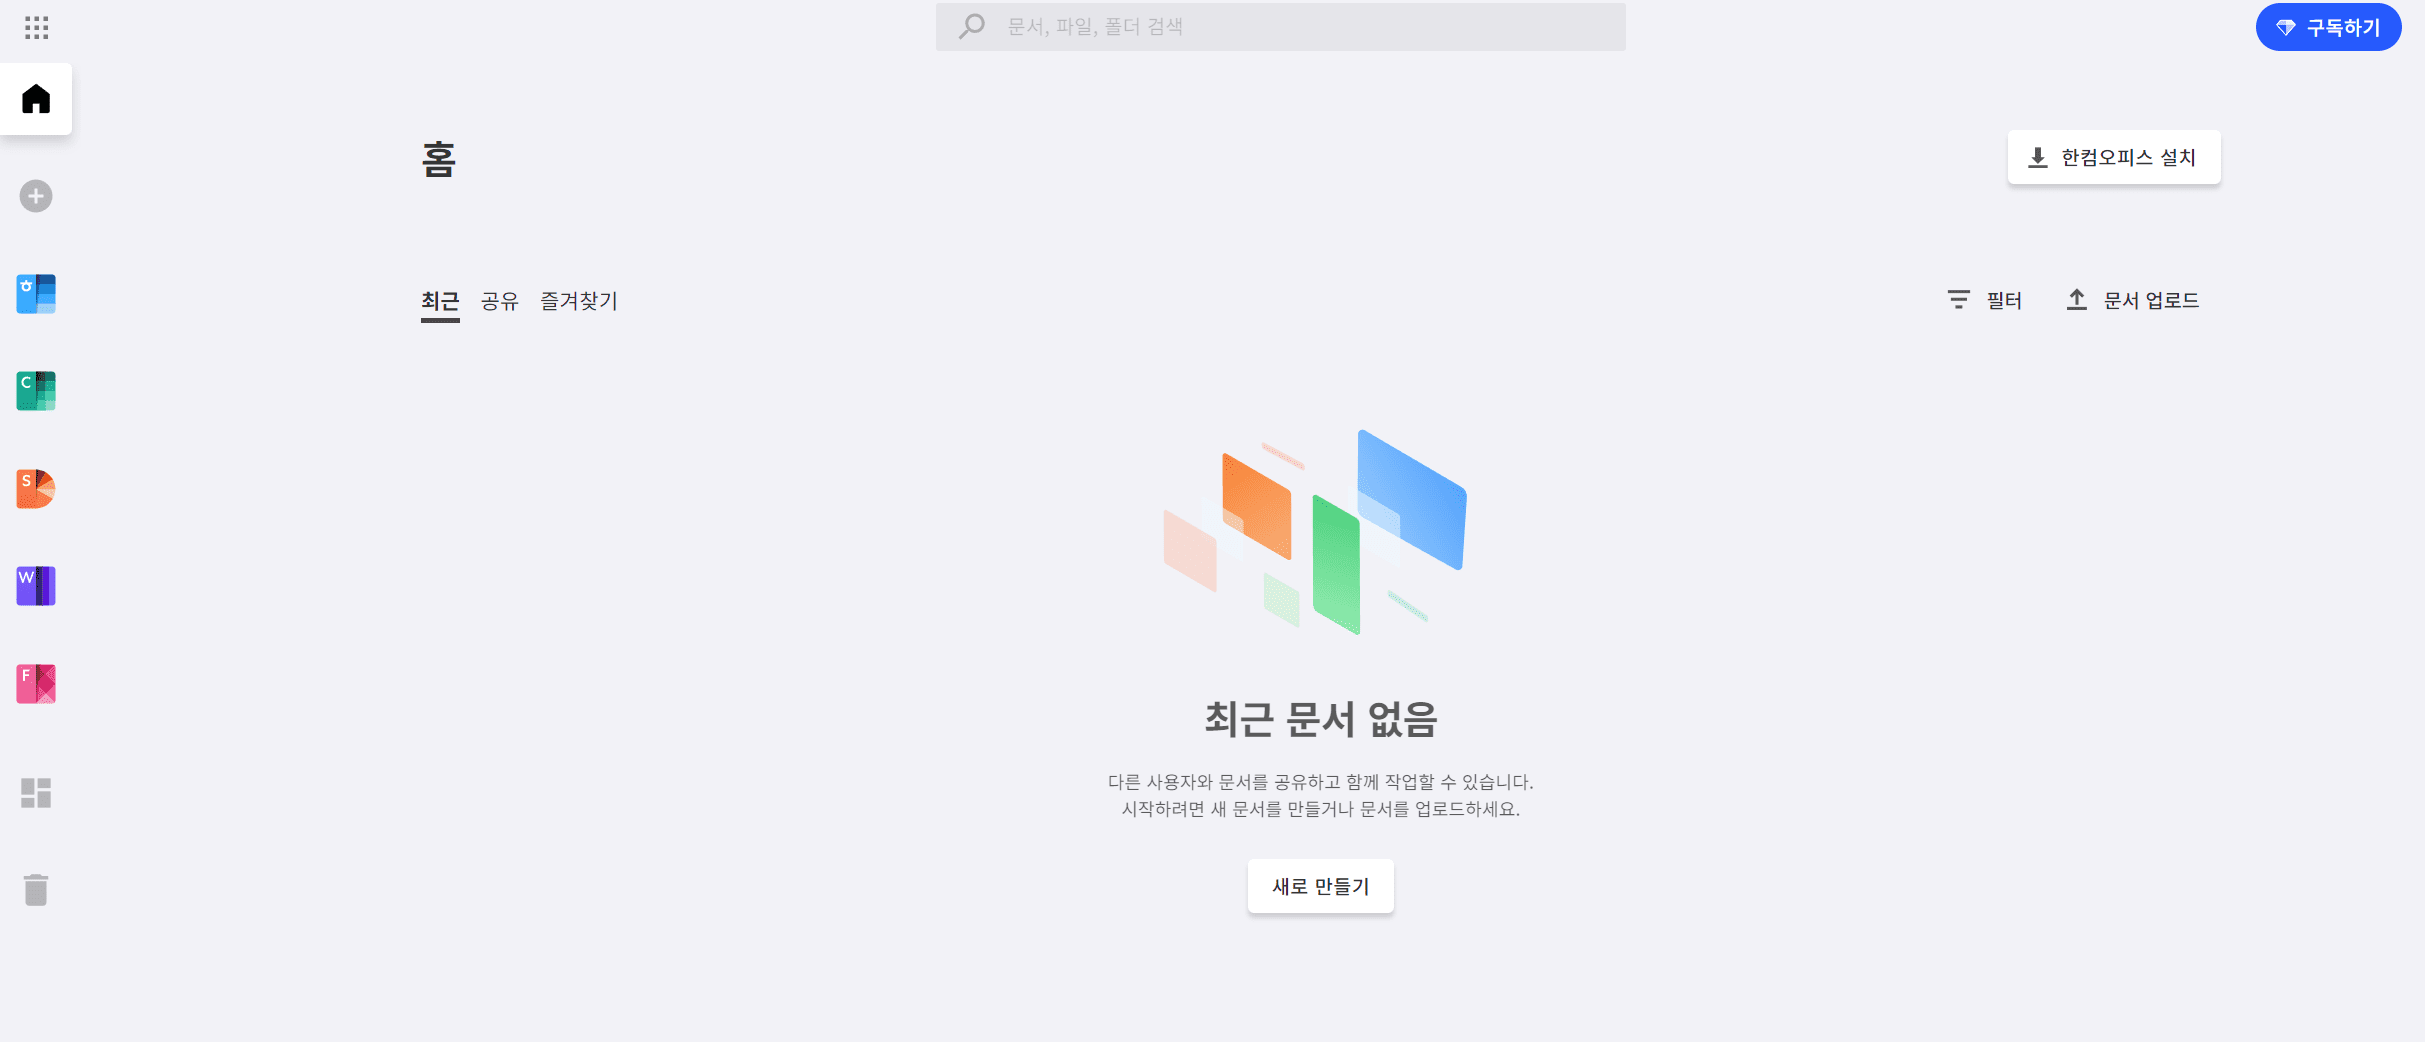 문서, 파일, 폴더 검색
구독하기
홈
한컴오피스 설치
최근
공유
즐겨찾기
필터
문서 업로드
ㅎ
C
S
W
F
최근 문서 없음
다른 사용자와 문서를 공유하고 함께 작업할 수 있습니다.
시작하려면 새 문서를 만들거나 문서를 업로드하세요.
새로 만들기